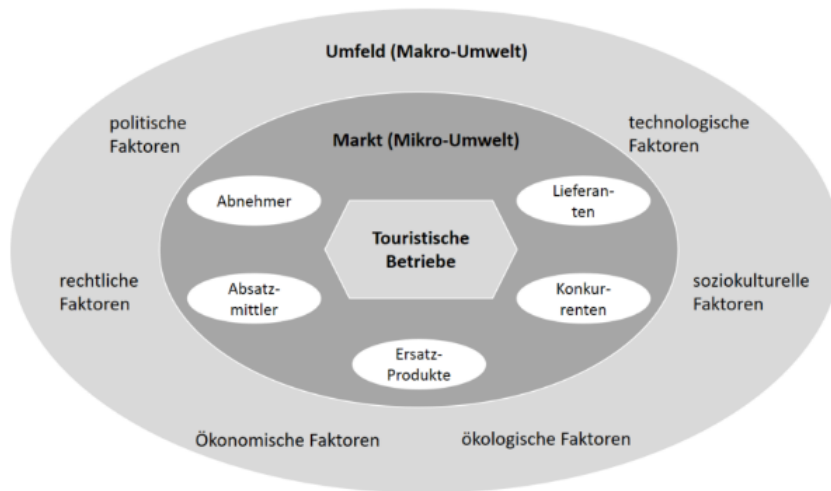 Umfeld (Makro-Umwelt)
politische
Faktoren
technologische
Faktoren
Markt (Mikro-Umwelt)
Abnehmer
Lieferan-
ten
Touristische
Betriebe
rechtliche
Faktoren
Absatz-
mittler
Konkur-
renten
soziokulturelle
Faktoren
Ersatz-
Produkte
Ökonomische Faktoren
ökologische Faktoren